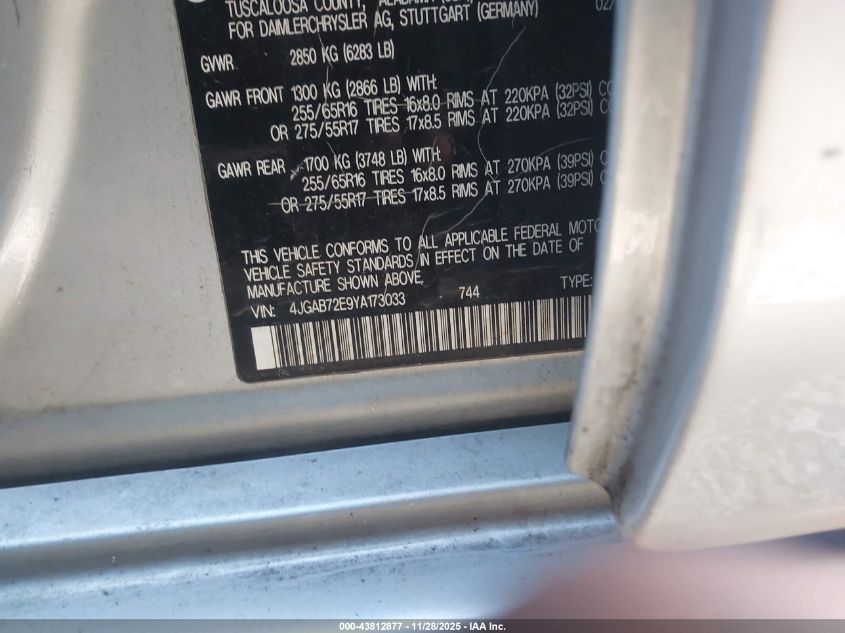 TUSCALOOSA COUNTY, ALABAMA
FOR DAIMLERCHRYSLER AG, STUTTGART (GERMANY)
GVWR 2850 KG (6283 LB)
GAWR FRONT 1300 KG (2866 LB) WITH:
255/65R16 TIRES 16x8.0 RIMS AT 220KPA (32PSI)
OR 275/55R17 TIRES 17x8.5 RIMS AT 220KPA (32PSI)
GAWR REAR 1700 KG (3748 LB) WITH:
255/65R16 TIRES 16x8.0 RIMS AT 270KPA (39PSI)
OR 275/55R17 TIRES 17x8.5 RIMS AT 270KPA (39PSI)
THIS VEHICLE CONFORMS TO ALL APPLICABLE FEDERAL MOTO
VEHICLE SAFETY STANDARDS IN EFFECT ON THE DATE OF
MANUFACTURE SHOWN ABOVE.
VIN: 4JGAB72E9YA173033 744 TYPE:
000-43812877 | 11/28/2025 | IAA Inc.